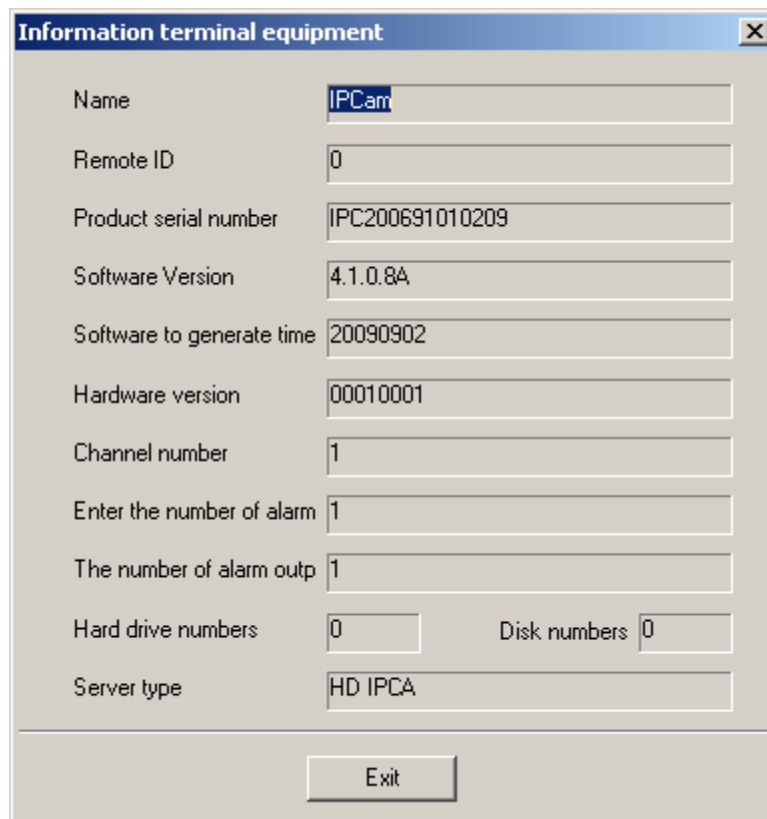 Information terminal equipment
Name IPCam
Remote ID 0
Product serial number IPC200691010209
Software Version 4.1.0.8A
Software to generate time 20090902
Hardware version 00010001
Channel number 1
Enter the number of alarm 1
The number of alarm outp 1
Hard drive numbers 0 Disk numbers 0
Server type HD IPCA
Exit